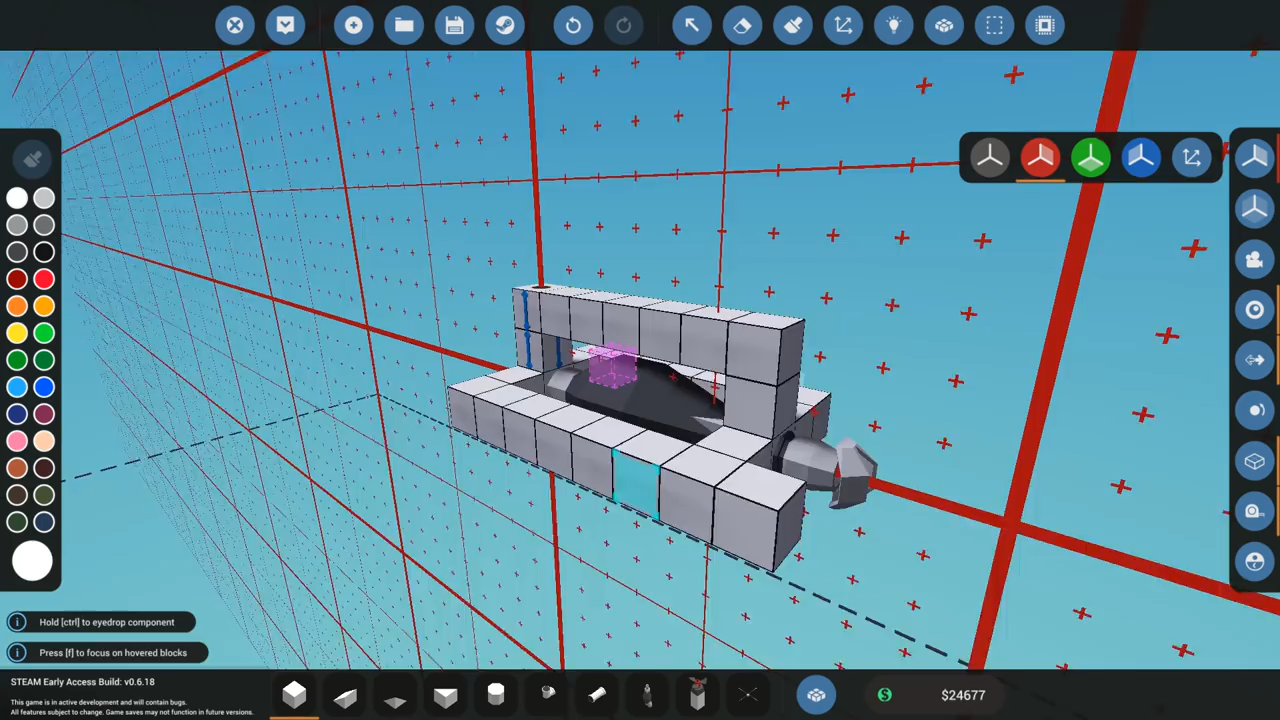 Hold [ctrl] to eyedrop component
Press [f] to focus on hovered blocks
STEAM Early Access Build: v0.6.18
This game is in active development and will contain bugs.
All features subject to change. Game saves may not function in future versions.
$24677